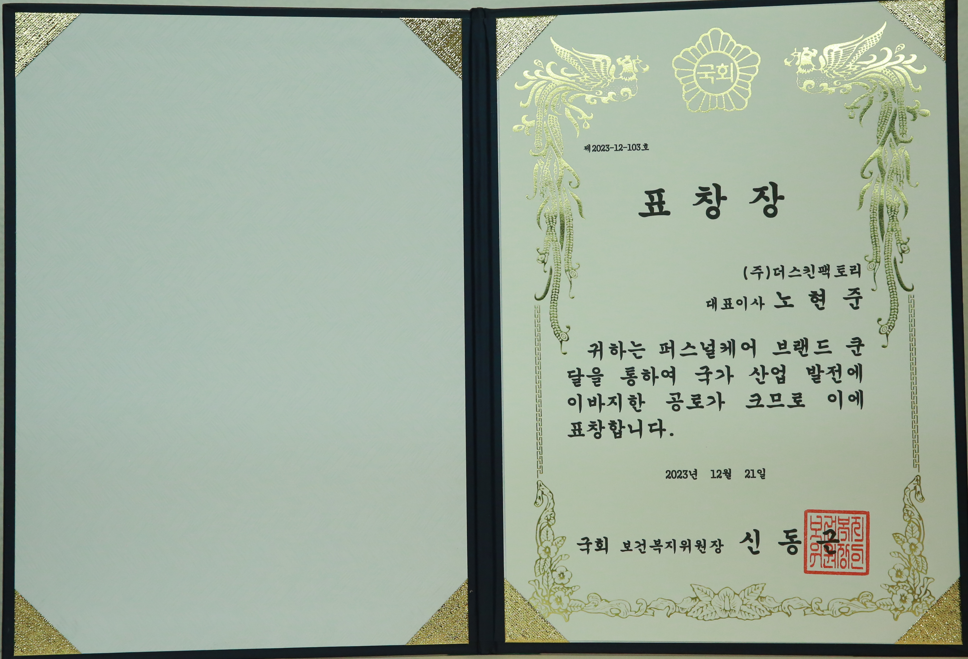 국회
제2023-12-103호
표 창 장
(주)더스킨팩토리
대표이사 노 현 준
귀하는 퍼스널케어 브랜드 쿤
달을 통하여 국가 산업 발전에
이바지한 공로가 크므로 이에
표창합니다.
2023년 12월 21일
국회 보건복지위원장 신 동 근